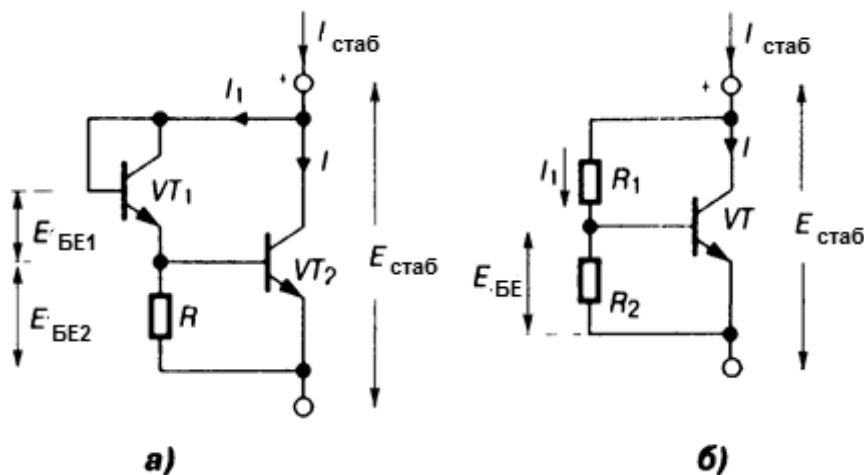 I стаб
+
I₁
I
VT₁
E БЕ1
VT₂
E стаб
E БЕ2
R
а)
I стаб
+
I
I₁
R₁
VT
E стаб
E БЕ
R₂
б)